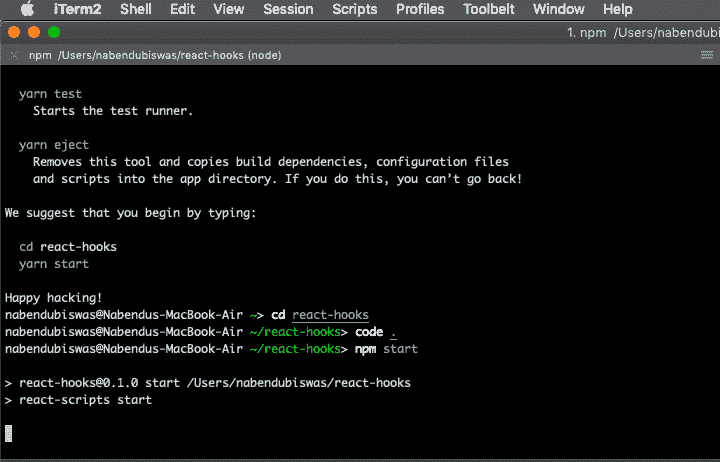 iTerm2 Shell Edit View Session Scripts Profiles Toolbelt Window Help
1. npm /Users/nabendubi
npm /Users/nabendubiswas/react-hooks (node)
yarn test
Starts the test runner.
yarn eject
Removes this tool and copies build dependencies, configuration files
and scripts into the app directory. If you do this, you can’t go back!
We suggest that you begin by typing:
cd react-hooks
yarn start
Happy hacking!
nabendubiswas@Nabendus-MacBook-Air ~> cd react-hooks
nabendubiswas@Nabendus-MacBook-Air ~/react-hooks> code .
nabendubiswas@Nabendus-MacBook-Air ~/react-hooks> npm start
> react-hooks@0.1.0 start /Users/nabendubiswas/react-hooks
> react-scripts start